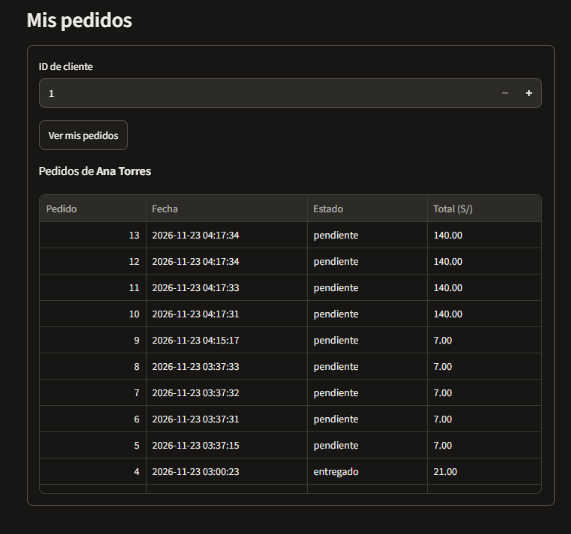 Mis pedidos
ID de cliente
1 − +
Ver mis pedidos
Pedidos de Ana Torres
Pedido Fecha Estado Total (S/)
13 2026-11-23 04:17:34 pendiente 140.00
12 2026-11-23 04:17:34 pendiente 140.00
11 2026-11-23 04:17:33 pendiente 140.00
10 2026-11-23 04:17:31 pendiente 140.00
9 2026-11-23 04:15:17 pendiente 7.00
8 2026-11-23 03:37:33 pendiente 7.00
7 2026-11-23 03:37:32 pendiente 7.00
6 2026-11-23 03:37:31 pendiente 7.00
5 2026-11-23 03:37:15 pendiente 7.00
4 2026-11-23 03:00:23 entregado 21.00